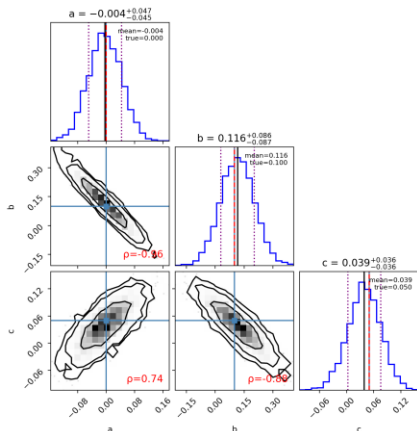 a = −0.004 +0.047 −0.045
mean=-0.004
true=0.000
b = 0.116 +0.086 −0.087
mean=0.116
true=0.100
b
0.30
0.15
0.00
−0.15
ρ=-0.96
c = 0.039 +0.036 −0.036
mean=0.039
true=0.050
c
0.12
0.06
0.00
−0.06
ρ=0.74
−0.08
0.00
0.08
0.16
a
−0.15
0.00
0.15
0.30
−0.06
0.00
0.06
0.12